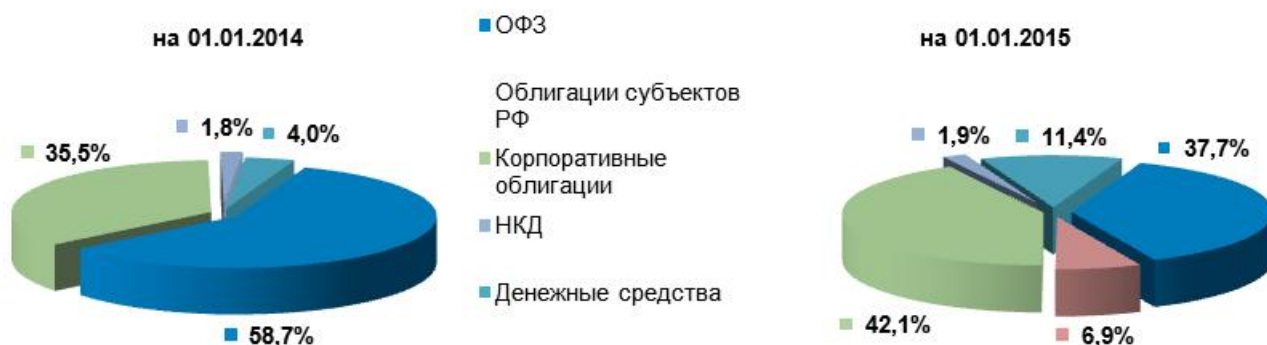 на 01.01.2014
35,5%
1,8%
4,0%
58,7%
ОФЗ
Облигации субъектов
РФ
Корпоративные
облигации
НКД
Денежные средства
на 01.01.2015
1,9%
11,4%
37,7%
42,1%
6,9%